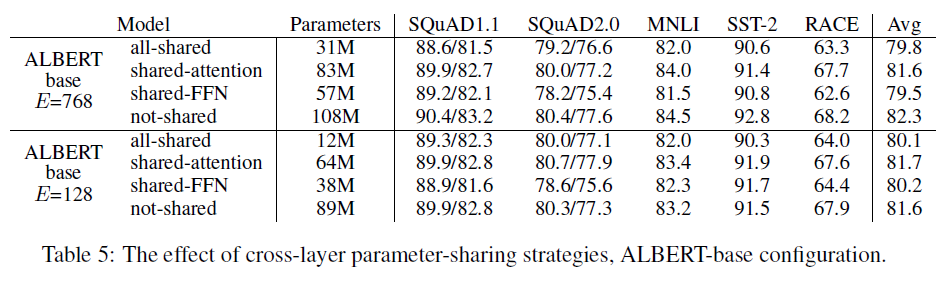 Model Parameters SQuAD1.1 SQuAD2.0 MNLI SST-2 RACE Avg
ALBERT base E=768
all-shared 31M 88.6/81.5 79.2/76.6 82.0 90.6 63.3 79.8
shared-attention 83M 89.9/82.7 80.0/77.2 84.0 91.4 67.7 81.6
shared-FFN 57M 89.2/82.1 78.2/75.4 81.5 90.8 62.6 79.5
not-shared 108M 90.4/83.2 80.4/77.6 84.5 92.8 68.2 82.3
ALBERT base E=128
all-shared 12M 89.3/82.3 80.0/77.1 82.0 90.3 64.0 80.1
shared-attention 64M 89.9/82.8 80.7/77.9 83.4 91.9 67.6 81.7
shared-FFN 38M 88.9/81.6 78.6/75.6 82.3 91.7 64.4 80.2
not-shared 89M 89.9/82.8 80.3/77.3 83.2 91.5 67.9 81.6
Table 5: The effect of cross-layer parameter-sharing strategies, ALBERT-base configuration.